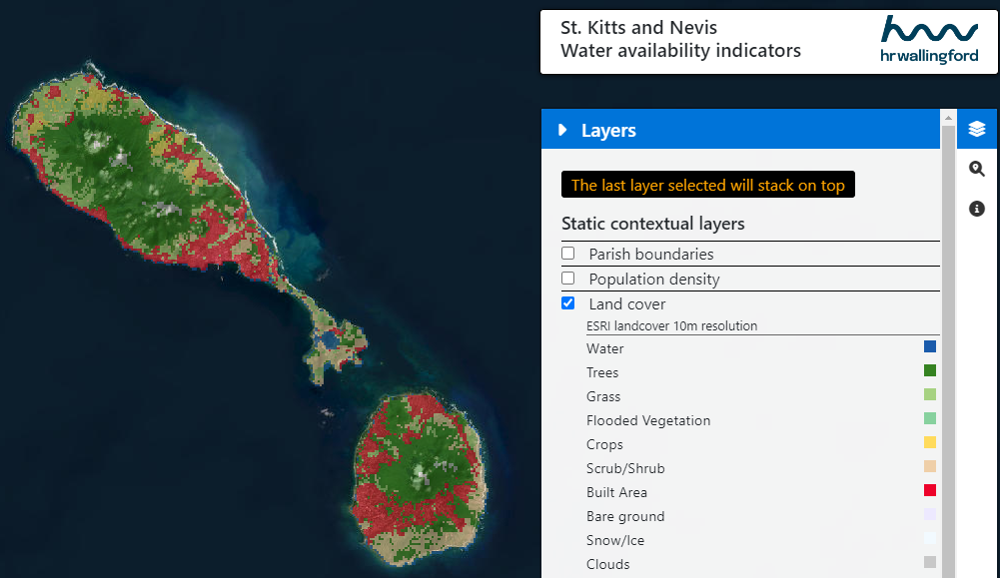 St. Kitts and Nevis
Water availability indicators
hrwallingford
Layers
The last layer selected will stack on top
Static contextual layers
Parish boundaries
Population density
Land cover
ESRI landcover 10m resolution
Water
Trees
Grass
Flooded Vegetation
Crops
Scrub/Shrub
Built Area
Bare ground
Snow/Ice
Clouds